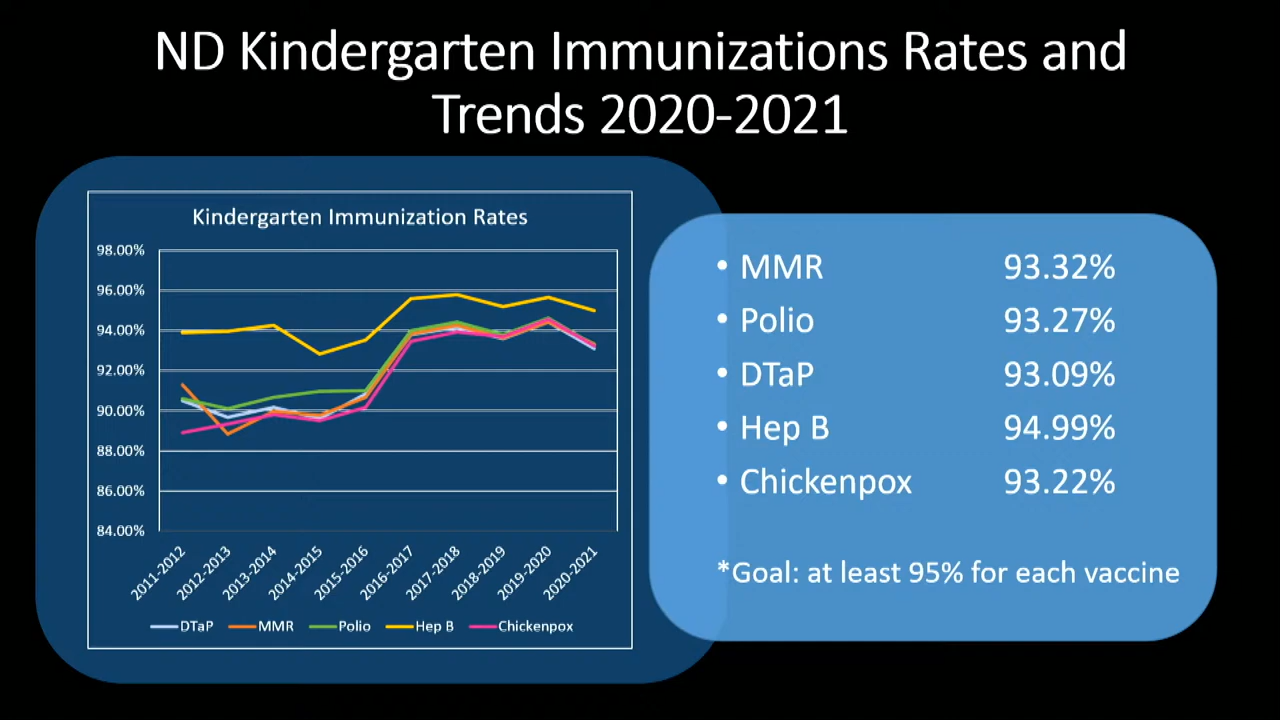 ND Kindergarten Immunizations Rates and
Trends 2020-2021
Kindergarten Immunization Rates
98.00%
96.00%
94.00%
92.00%
90.00%
88.00%
86.00%
84.00%
2011-2012
2012-2013
2013-2014
2014-2015
2015-2016
2016-2017
2017-2018
2018-2019
2019-2020
2020-2021
DTaP MMR Polio Hep B Chickenpox
• MMR 93.32%
• Polio 93.27%
• DTaP 93.09%
• Hep B 94.99%
• Chickenpox 93.22%
*Goal: at least 95% for each vaccine